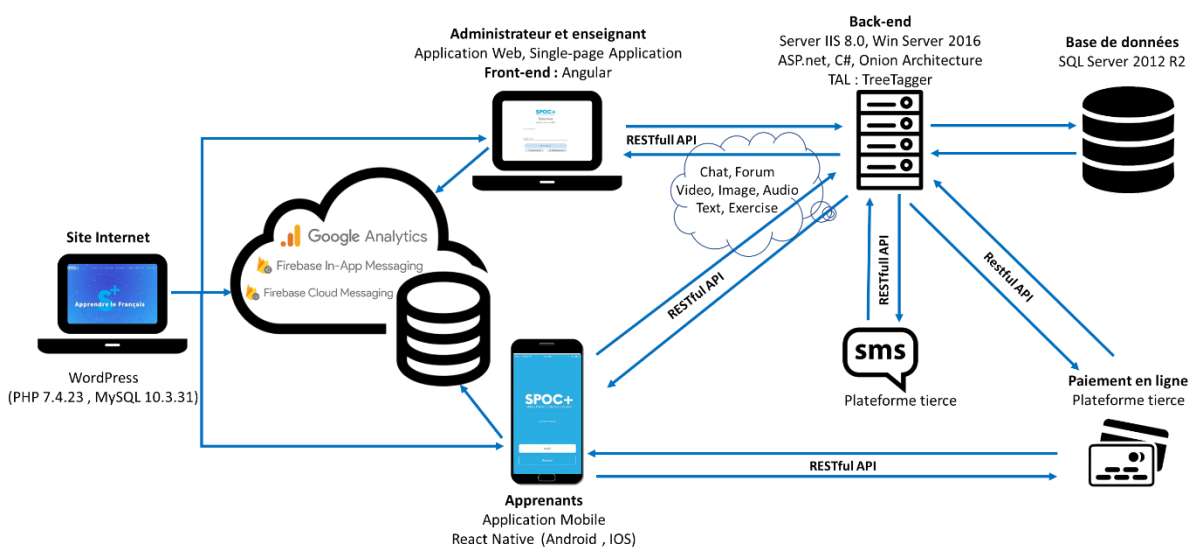 Back-end
Server IIS 8.0, Win Server 2016
ASP.net, C#, Onion Architecture
TAL : TreeTagger
Administrateur et enseignant
Application Web, Single-page Application
Front-end : Angular
Base de données
SQL Server 2012 R2
SPOC+
RESTfull API
Chat, Forum
Video, Image, Audio
Text, Exercise
Site Internet
Google Analytics
Firebase In-App Messaging
Firebase Cloud Messaging
SPOC+
S+
Apprendre le Français
WordPress
(PHP 7.4.23 , MySQL 10.3.31)
RESTful API
RESTfull API
RESTfull API
RESTful API
sms
Plateforme tierce
Paiement en ligne
Plateforme tierce
SPOC+
RESTful API
Apprenants
Application Mobile
React Native (Android , IOS)